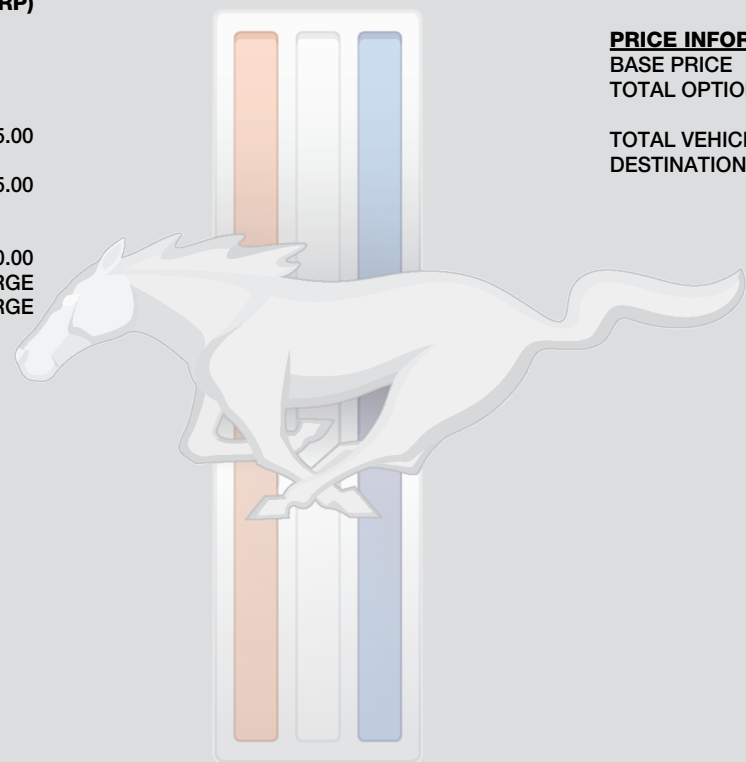 RP)
5.00
5.00
0.00
RGE
RGE
PRICE INFOR
BASE PRICE
TOTAL OPTIO
TOTAL VEHICL
DESTINATION